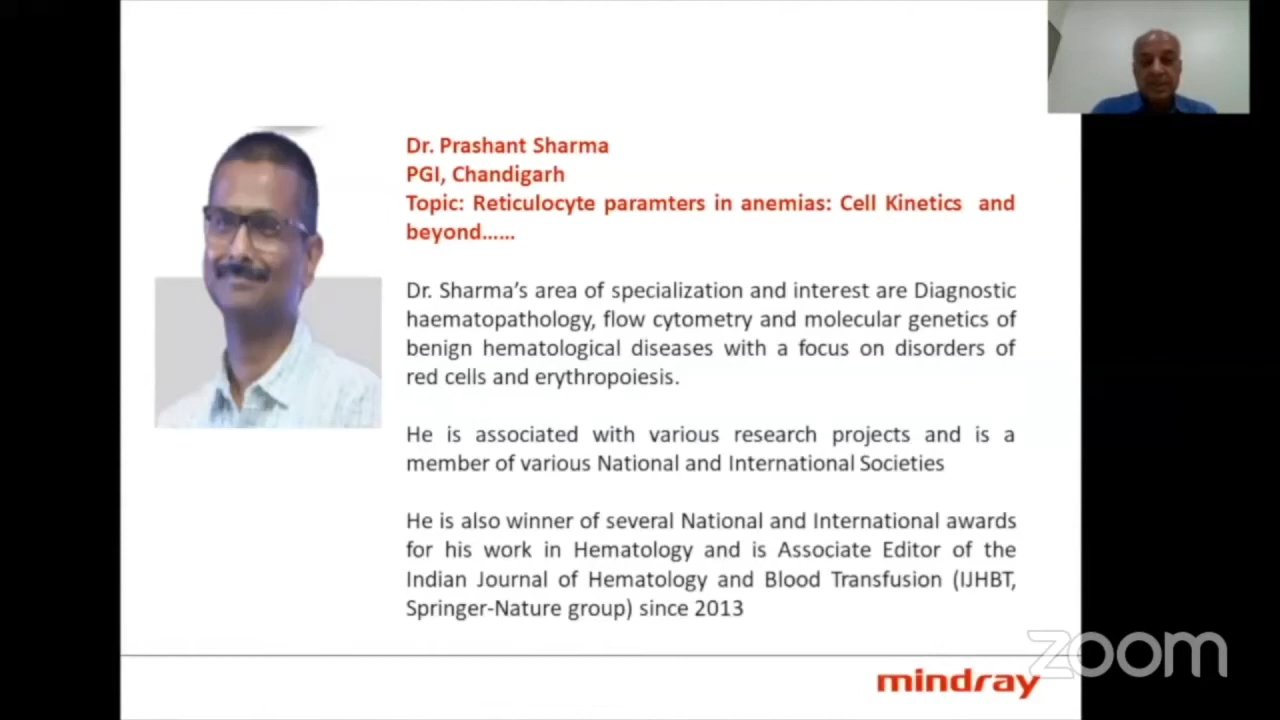 Dr. Prashant Sharma
PGI, Chandigarh
Topic: Reticulocyte paramters in anemias: Cell Kinetics and
beyond......
Dr. Sharma's area of specialization and interest are Diagnostic
haematopathology, flow cytometry and molecular genetics of
benign hematological diseases with a focus on disorders of
red cells and erythropoiesis.
He is associated with various research projects and is a
member of various National and International Societies
He is also winner of several National and International awards
for his work in Hematology and is Associate Editor of the
Indian Journal of Hematology and Blood Transfusion (IJHBT,
Springer-Nature group) since 2013
zoom
mindray